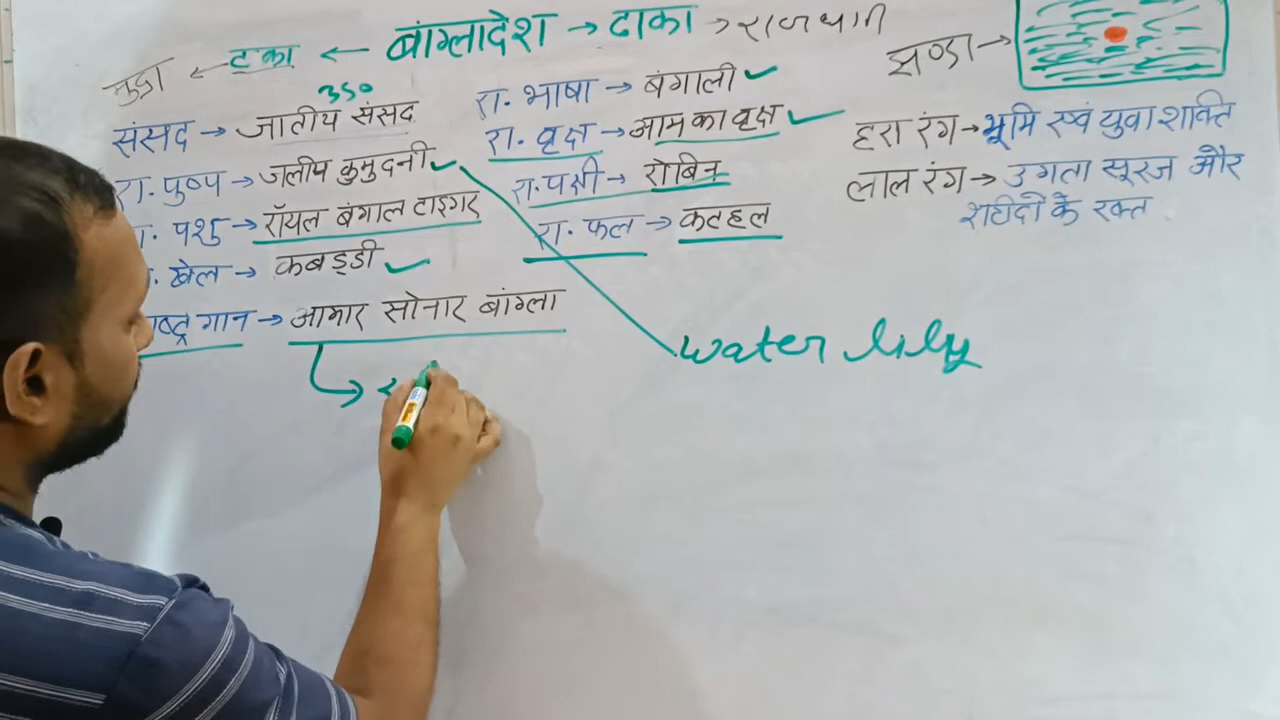 मुद्रा ← टका ← बांग्लादेश → ढाका → राजधानी
झण्डा →
350
संसद → जातीय संसद
रा. पुष्प → जलीय कुमुदनी ✓
रा. पशु → रॉयल बंगाल टाइगर
. खेल → कबड्डी ✓
ाष्ट्र गान → आमार सोनार बांग्ला
रा. भाषा → बंगाली ✓
रा. वृक्ष → आम का वृक्ष ✓
रा. पक्षी → रोबिन
रा. फल → कटहल
हरा रंग → भूमि एवं युवा शक्ति
लाल रंग → उगता सूरज और
शहीदों के रक्त
water lily